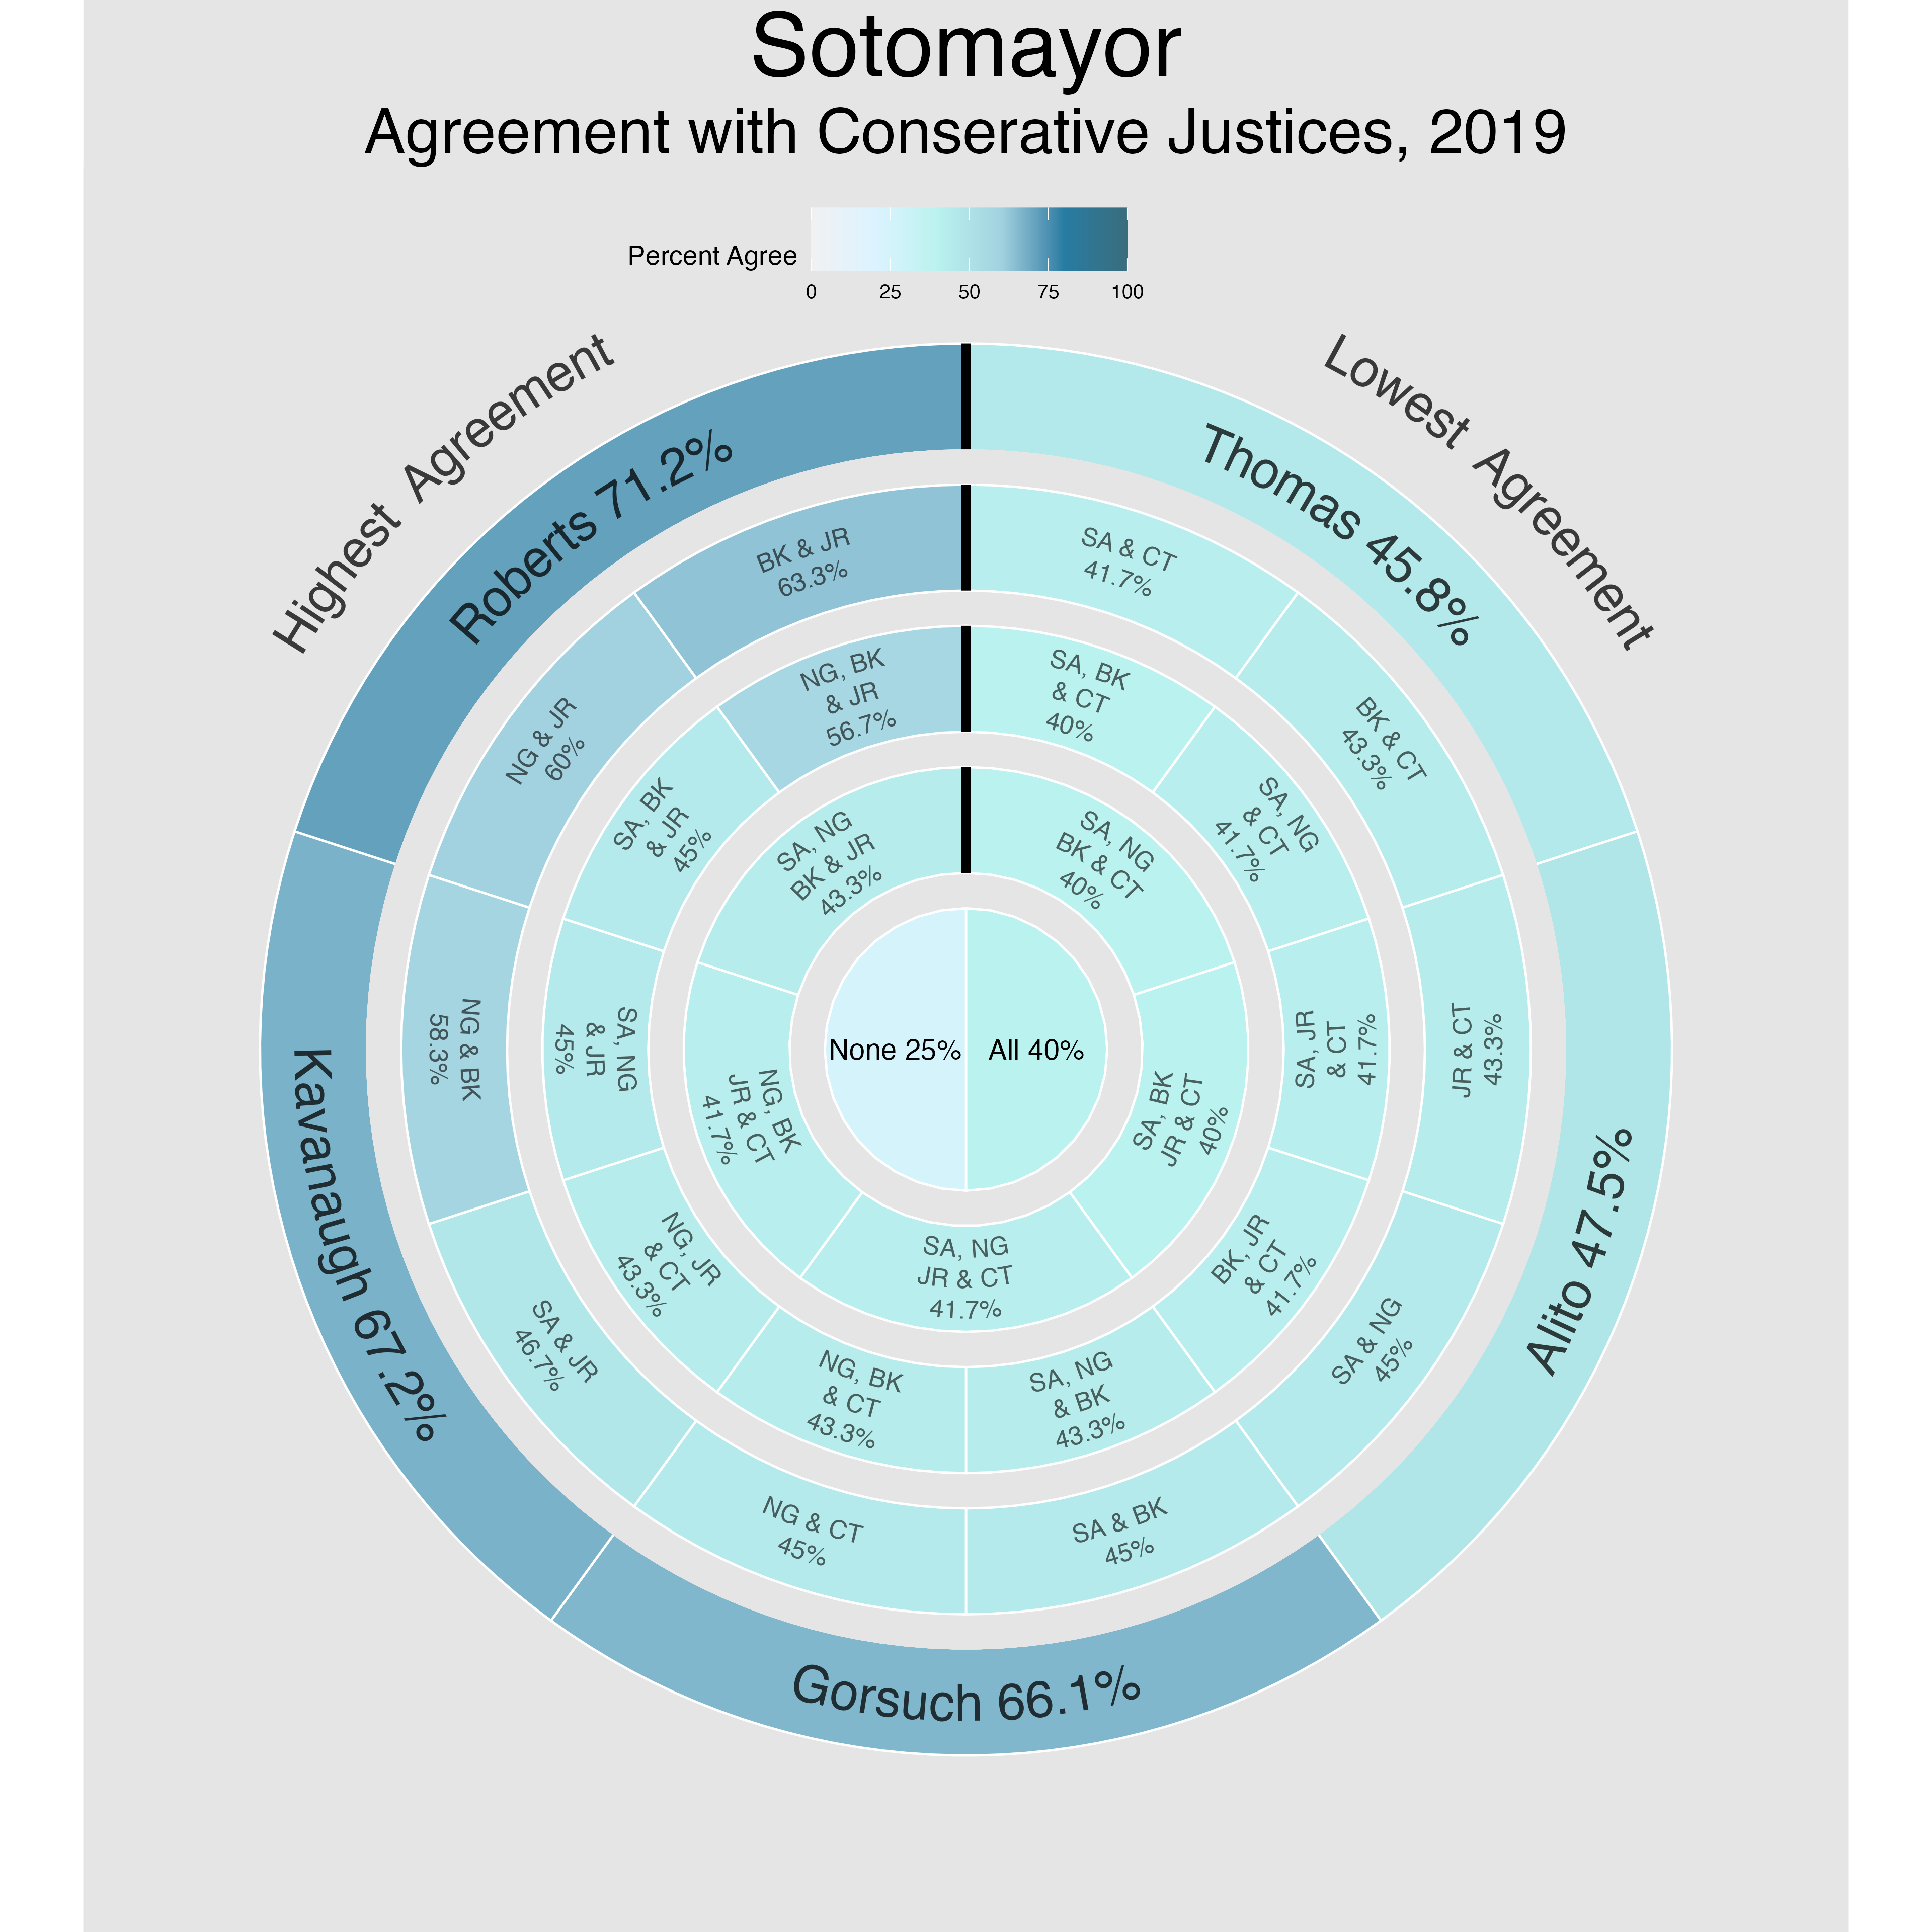 Sotomayor
Agreement with Conserative Justices, 2019
Percent Agree
0 25 50 75 100
Highest Agreement
Lowest Agreement
Thomas 45.8%
Alito 47.5%
Gorsuch 66.1%
Kavanaugh 67.2%
Roberts 71.2%
SA & CT
41.7%
BK & CT
43.3%
JR & CT
43.3%
SA & NG
45%
SA & BK
45%
NG & CT
45%
SA & JR
46.7%
NG & BK
58.3%
NG & JR
60%
BK & JR
63.3%
SA, BK
& CT
40%
SA, NG
& CT
41.7%
SA, JR
& CT
41.7%
BK, JR
& CT
41.7%
SA, NG
& BK
43.3%
NG, BK
& CT
43.3%
NG, JR
& CT
43.3%
SA, NG
& JR
45%
SA, BK
& JR
45%
NG, BK
& JR
56.7%
SA, NG
BK & CT
40%
SA, BK
JR & CT
40%
SA, NG
JR & CT
41.7%
NG, BK
JR & CT
41.7%
SA, NG
BK & JR
43.3%
None 25%
All 40%